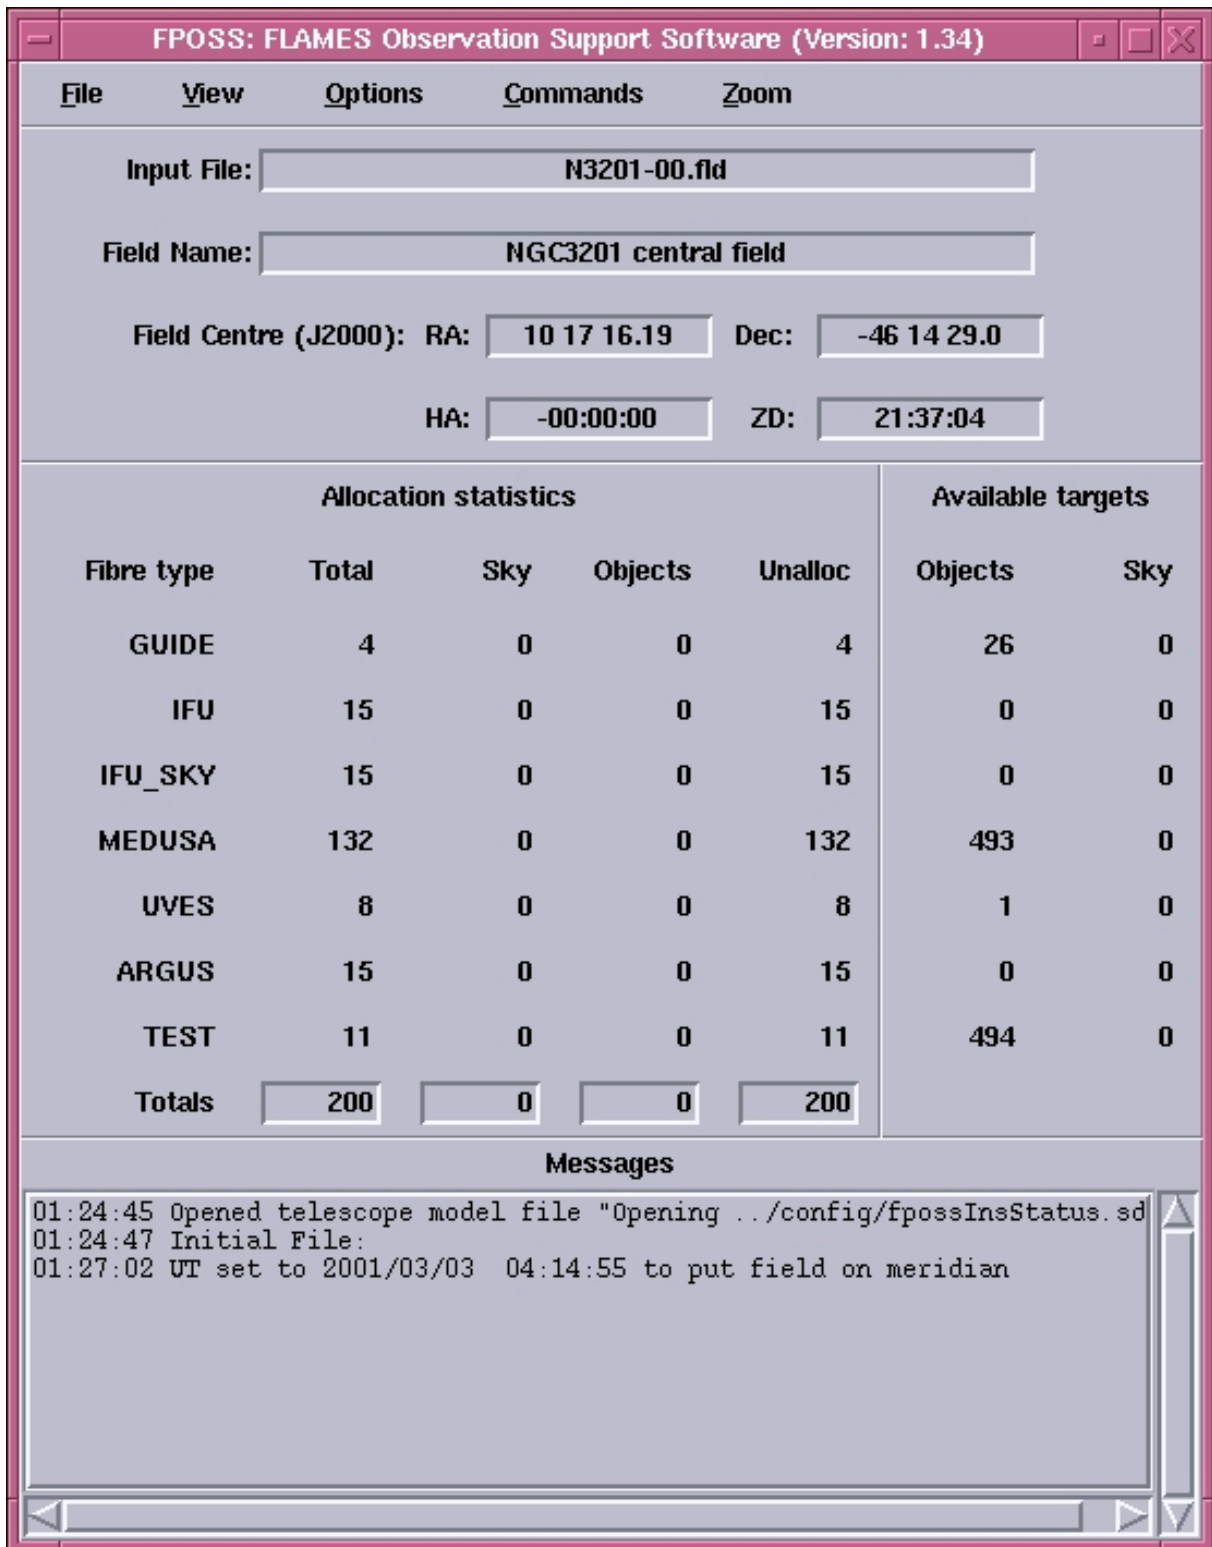 FPOSS: FLAMES Observation Support Software (Version: 1.34)
File View Options Commands Zoom
Input File: N3201-00.fld
Field Name: NGC3201 central field
Field Centre (J2000): RA: 10 17 16.19 Dec: -46 14 29.0
HA: -00:00:00 ZD: 21:37:04
Allocation statistics Available targets
Fibre type Total Sky Objects Unalloc Objects Sky
GUIDE 4 0 0 4 26 0
IFU 15 0 0 15 0 0
IFU_SKY 15 0 0 15 0 0
MEDUSA 132 0 0 132 493 0
UVES 8 0 0 8 1 0
ARGUS 15 0 0 15 0 0
TEST 11 0 0 11 494 0
Totals 200 0 0 200
Messages
01:24:45 Opened telescope model file "Opening ../config/fpossInsStatus.sd
01:24:47 Initial File:
01:27:02 UT set to 2001/03/03  04:14:55 to put field on meridian